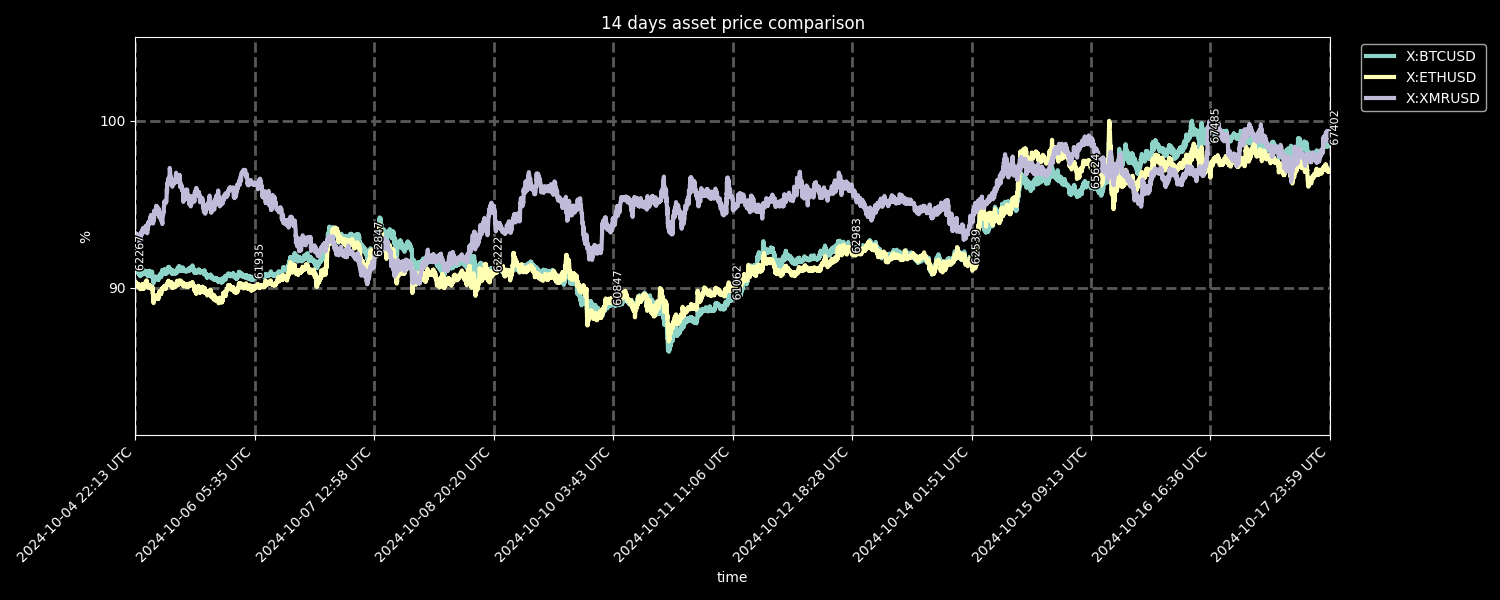 14 days asset price comparison
X:BTCUSD
X:ETHUSD
X:XMRUSD
100
90
%
62267
61935
62847
62222
60847
61062
62983
62539
65624
67485
67402
2024-10-04 22:13 UTC
2024-10-06 05:35 UTC
2024-10-07 12:58 UTC
2024-10-08 20:20 UTC
2024-10-10 03:43 UTC
2024-10-11 11:06 UTC
2024-10-12 18:28 UTC
2024-10-14 01:51 UTC
2024-10-15 09:13 UTC
2024-10-16 16:36 UTC
2024-10-17 23:59 UTC
time